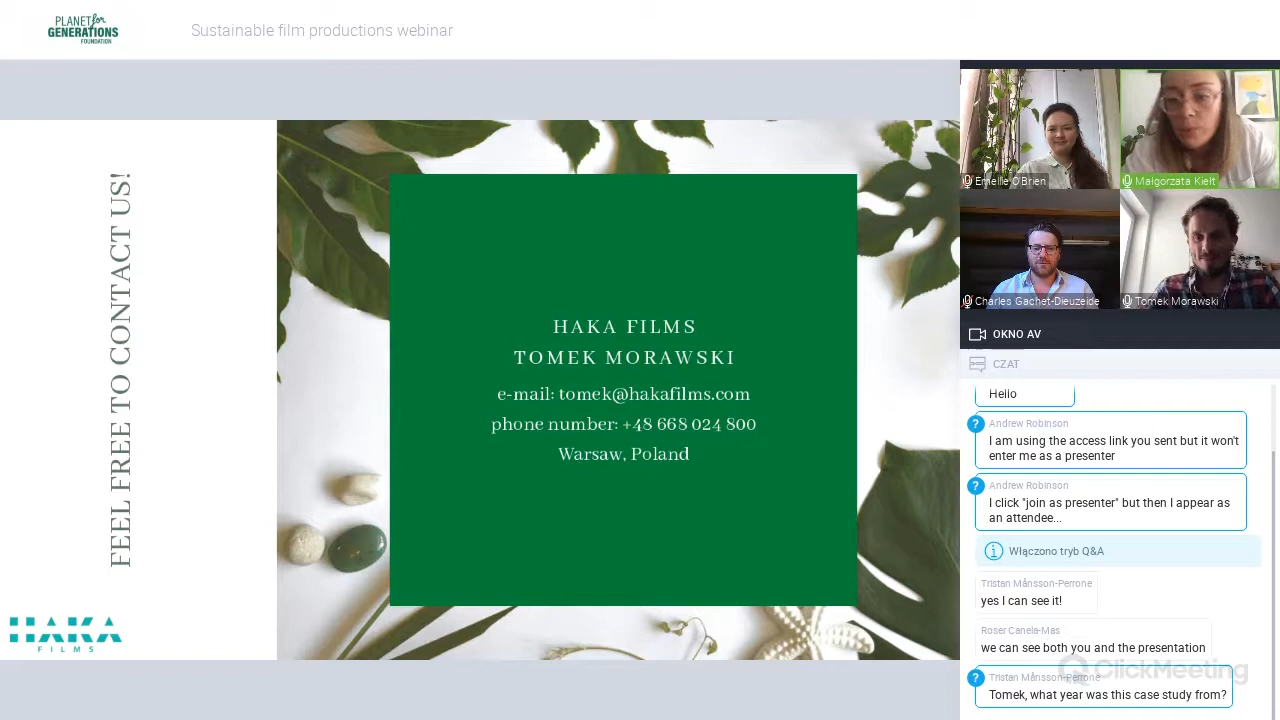 PLANET for
GENERATIONS
FOUNDATION
Sustainable film productions webinar
FEEL FREE TO CONTACT US!
HAKA FILMS
TOMEK MORAWSKI
e-mail: tomek@hakafilms.com
phone number: +48 668 024 800
Warsaw, Poland
HAKA
FILMS
Emelie O'Brien
Małgorzata Kiełt
Charles Gachet-Dieuzeide
Tomek Morawski
OKNO AV
CZAT
Hello
Andrew Robinson
I am using the access link you sent but it won't
enter me as a presenter
Andrew Robinson
I click "join as presenter" but then I appear as
an attendee...
Włączono tryb Q&A
Tristan Månsson-Perrone
yes I can see it!
Roser Canela-Mas
we can see both you and the presentation
ClickMeeting
Tristan Månsson-Perrone
Tomek, what year was this case study from?